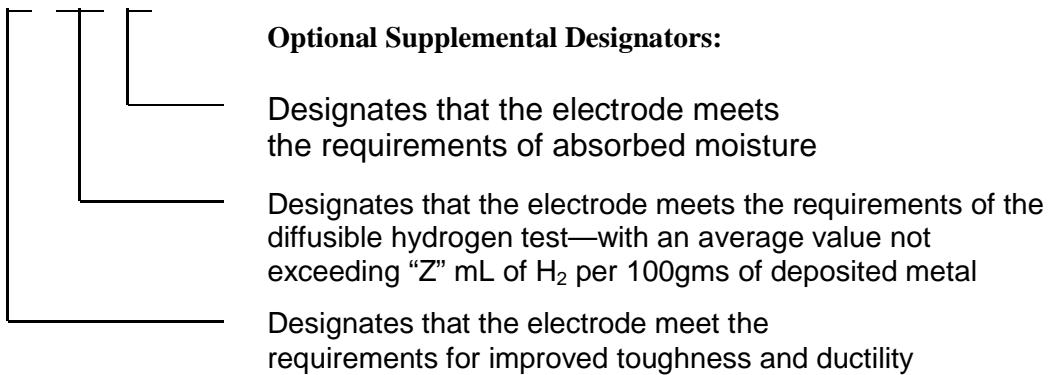 Optional Supplemental Designators:
Designates that the electrode meets
the requirements of absorbed moisture
Designates that the electrode meets the requirements of the
diffusible hydrogen test—with an average value not
exceeding “Z” mL of H₂ per 100gms of deposited metal
Designates that the electrode meet the
requirements for improved toughness and ductility